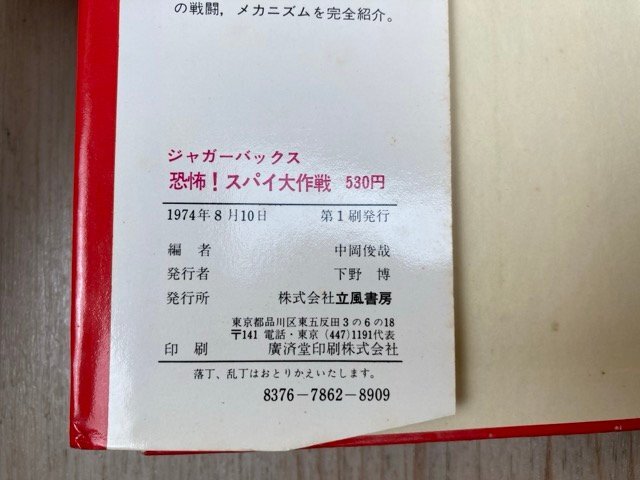 の戦闘，メカニズムを完全紹介。
ジャガーバックス
恐怖！スパイ大作戦 530円
1974年8月10日 第1刷発行
編者 中岡俊哉
発行者 下野 博
発行所 株式会社立風書房
東京都品川区東五反田3の6の18
〒141 電話・東京（447）1191代表
印刷 廣済堂印刷株式会社
落丁、乱丁はおとりかえいたします。
8376-7862-8909